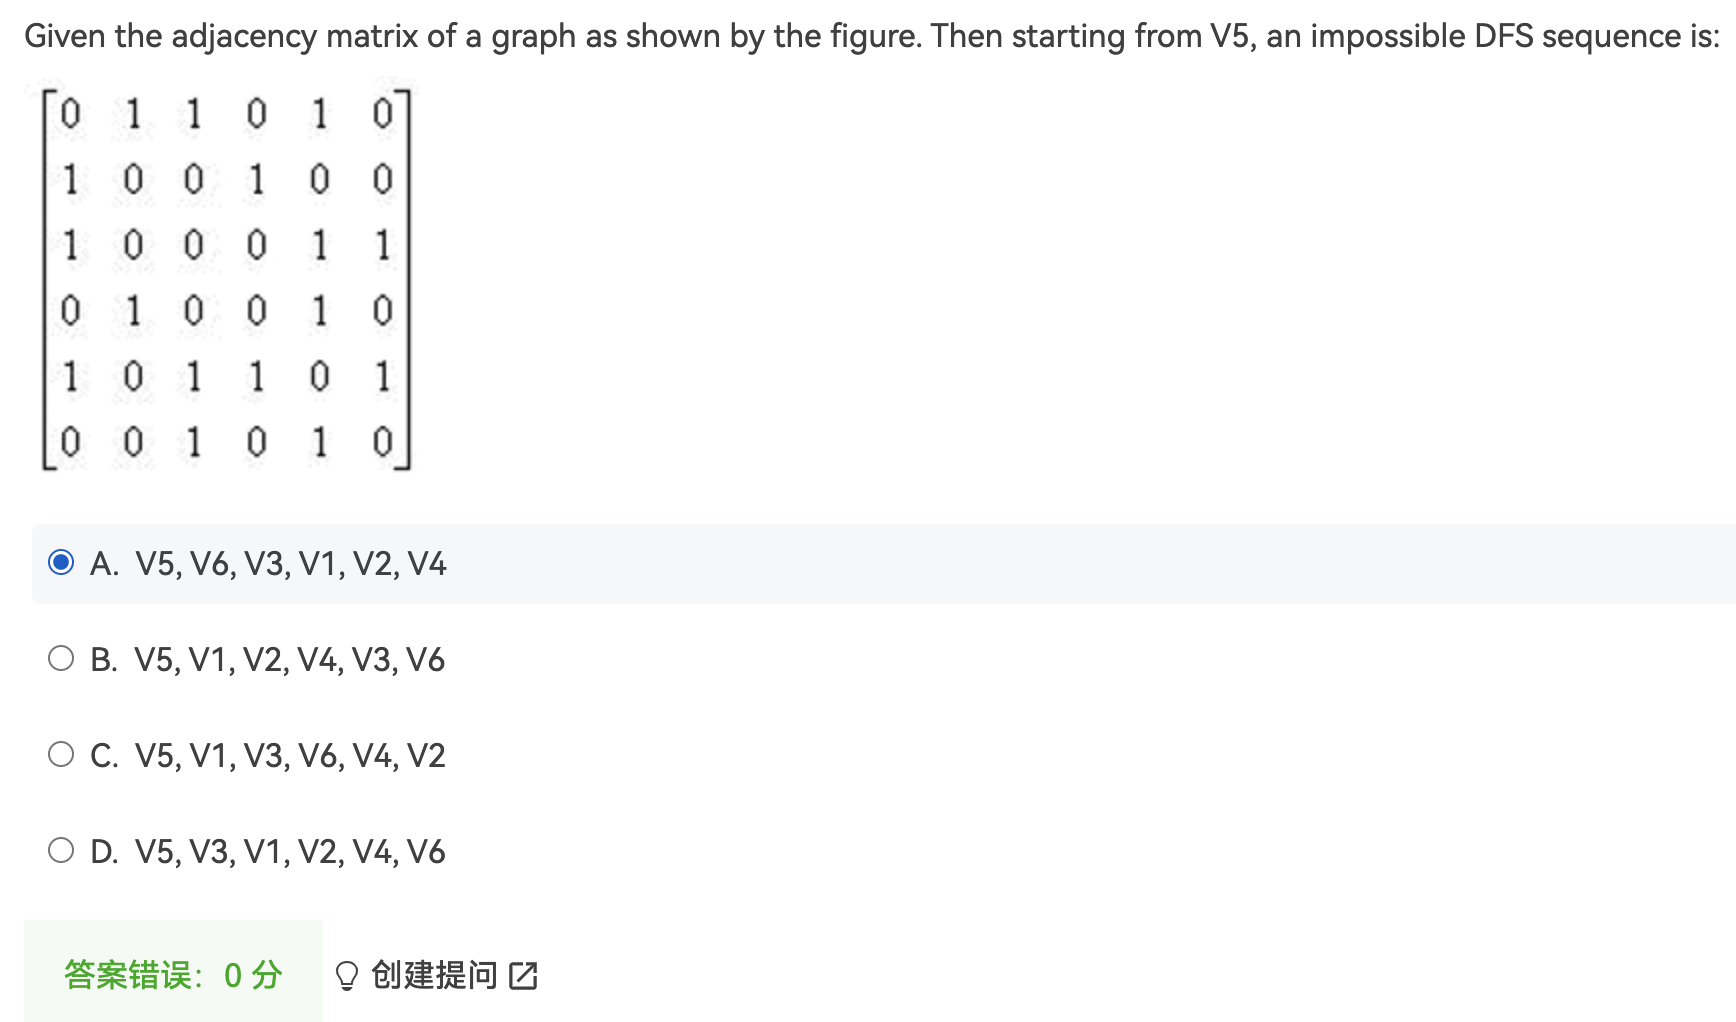 Given the adjacency matrix of a graph as shown by the figure. Then starting from V5, an impossible DFS sequence is:
0 1 1 0 1 0
1 0 0 1 0 0
1 0 0 0 1 1
0 1 0 0 1 0
1 0 1 1 0 1
0 0 1 0 1 0
A. V5, V6, V3, V1, V2, V4
B. V5, V1, V2, V4, V3, V6
C. V5, V1, V3, V6, V4, V2
D. V5, V3, V1, V2, V4, V6
答案错误：0 分 创建提问